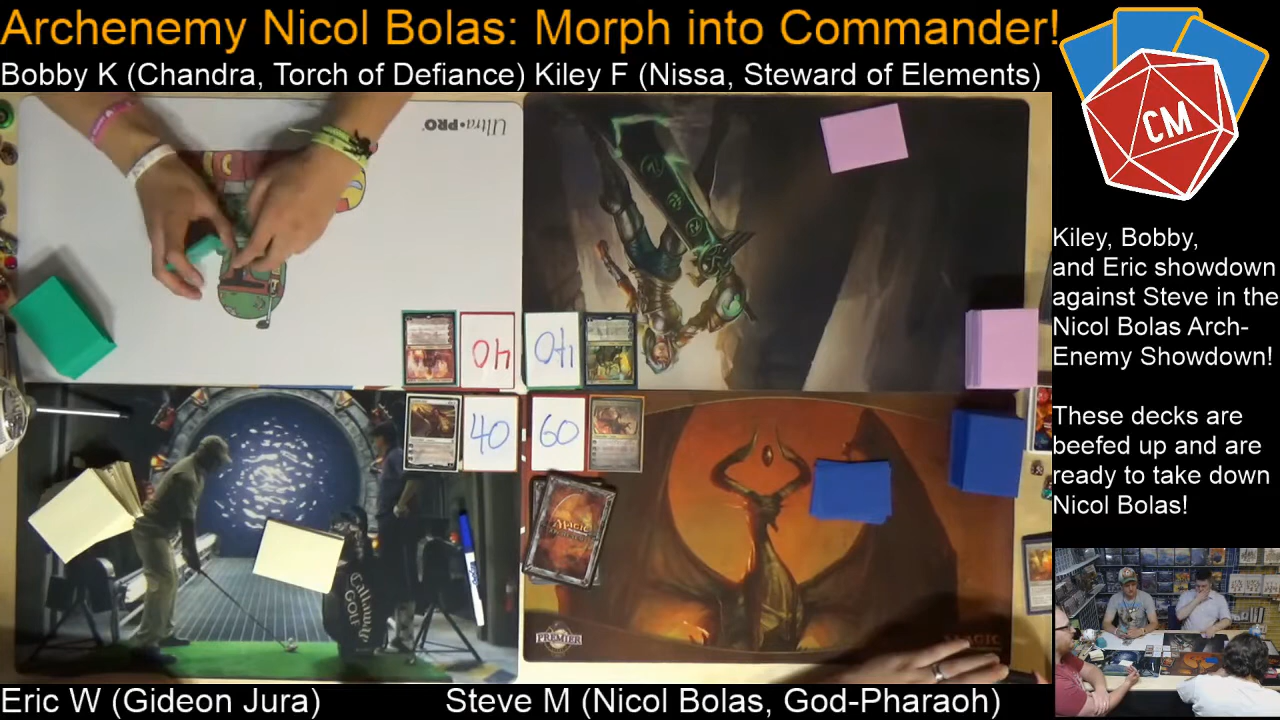 Archenemy Nicol Bolas: Morph into Commander!
Bobby K (Chandra, Torch of Defiance) Kiley F (Nissa, Steward of Elements)
CM
Ultra•PRO
Kiley, Bobby,
and Eric showdown
against Steve in the
Nicol Bolas Arch-
Enemy Showdown!
These decks are
beefed up and are
ready to take down
Nicol Bolas!
40
40
40
60
MAGIC
Callaway
GOLF
PREMIER
MAGIC
Eric W (Gideon Jura)
Steve M (Nicol Bolas, God-Pharaoh)